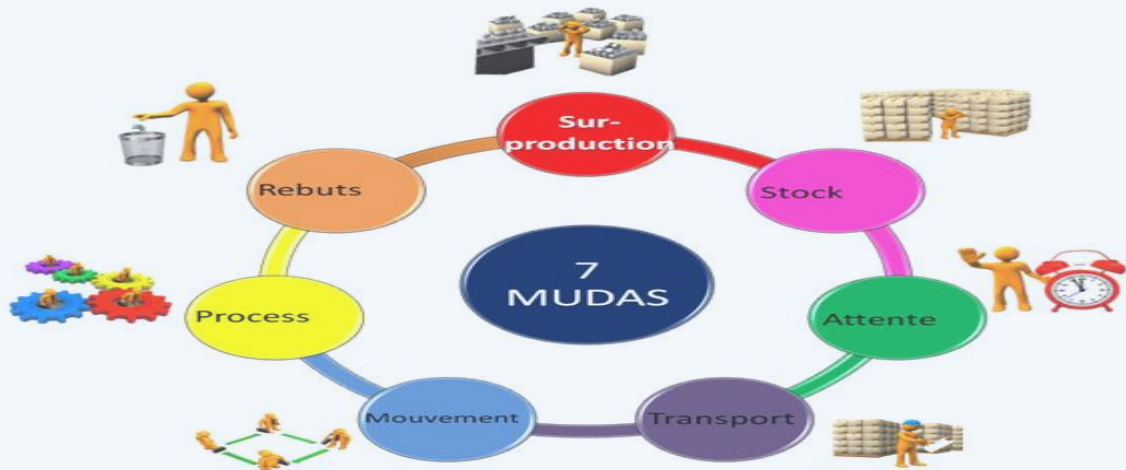 Sur-
production
Rebuts
Stock
7
MUDAS
Process
Attente
Mouvement
Transport